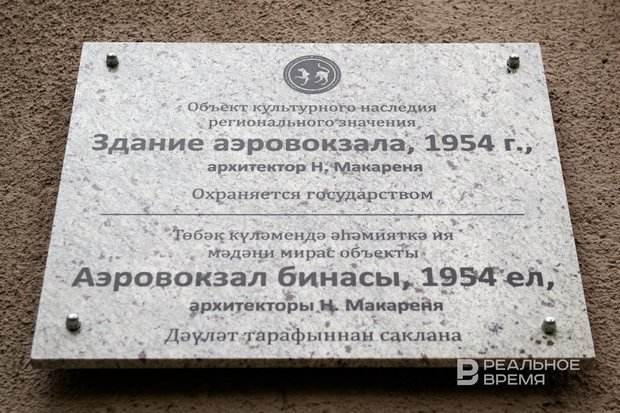 Объект культурного наследия
регионального значения
Здание аэровокзала, 1954 г.,
архитектор Н. Макареня
Охраняется государством
Төбәк күләмендә әһәмияткә ия
мәдәни мирас объекты
Аэровокзал бинасы, 1954 ел,
архитекторы Н. Макареня
Дәүләт тарафыннан саклана
РЕАЛЬНОЕ
ВРЕМЯ